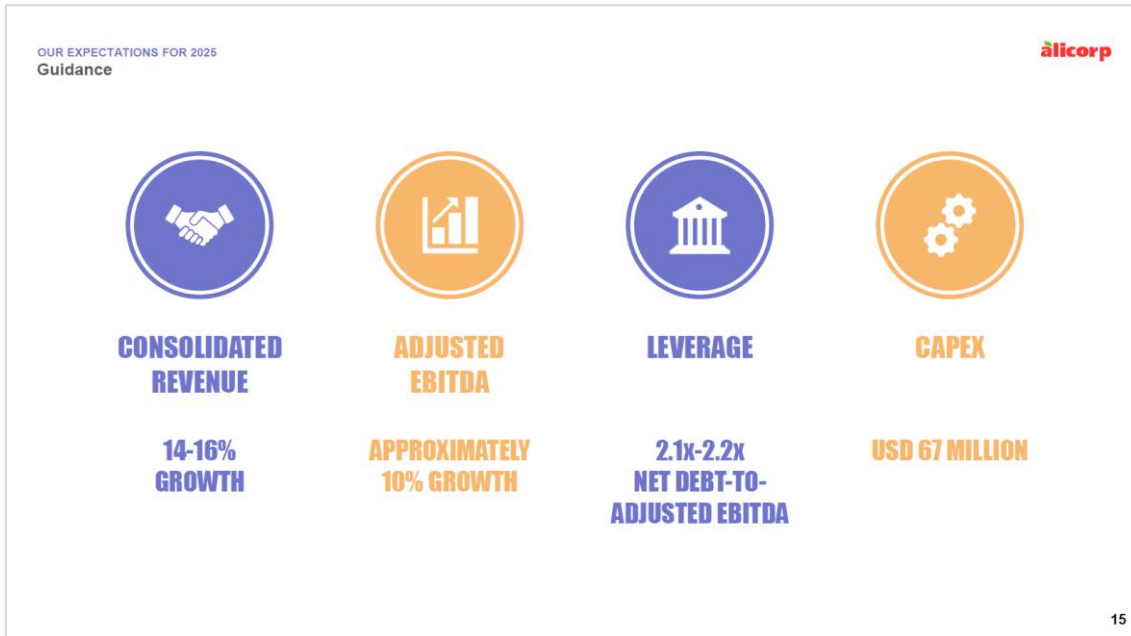 OUR EXPECTATIONS FOR 2025
Guidance
alicorp
CONSOLIDATED
REVENUE
14-16%
GROWTH
ADJUSTED
EBITDA
APPROXIMATELY
10% GROWTH
LEVERAGE
2.1x-2.2x
NET DEBT-TO-
ADJUSTED EBITDA
CAPEX
USD 67 MILLION
15